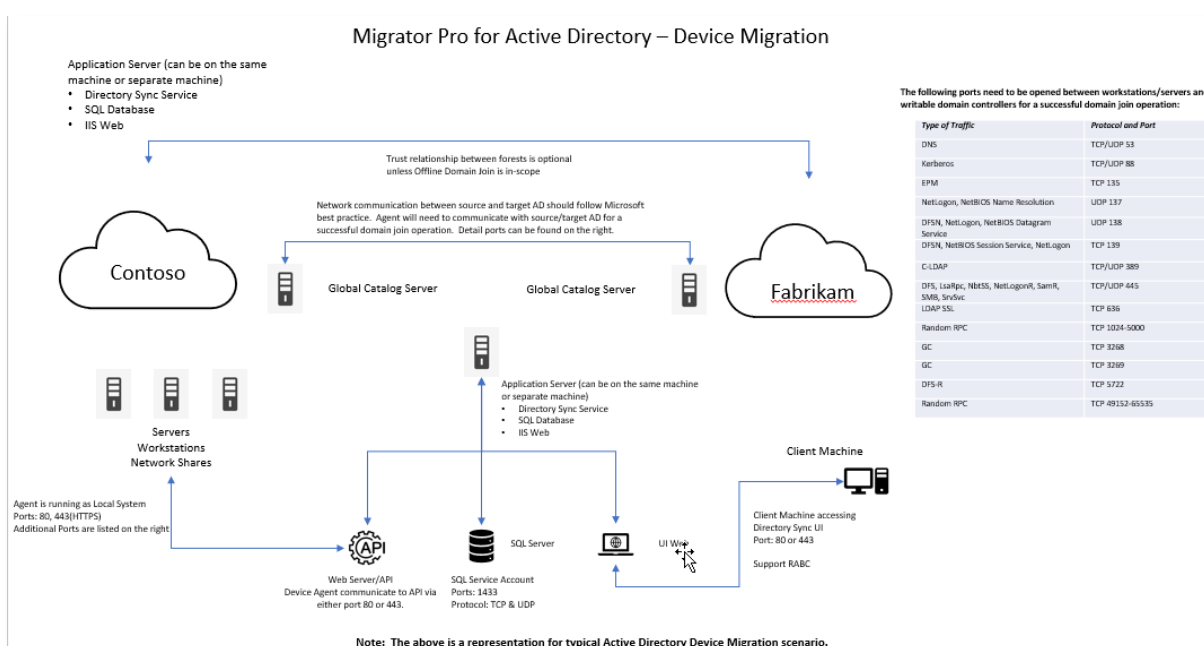 Migrator Pro for Active Directory – Device Migration
Application Server (can be on the same
machine or separate machine)
• Directory Sync Service
• SQL Database
• IIS Web
Trust relationship between forests is optional
unless Offline Domain Join is in-scope
Network communication between source and target AD should follow Microsoft
best practice. Agent will need to communicate with source/target AD for a
successful domain join operation. Detail ports can be found on the right.
Contoso
Global Catalog Server
Global Catalog Server
Fabrikam
Servers
Workstations
Network Shares
Application Server (can be on the same machine
or separate machine)
• Directory Sync Service
• SQL Database
• IIS Web
Agent is running as Local System
Ports: 80, 443(HTTPS)
Additional Ports are listed on the right
API
Web Server/API
Device Agent communicate to API via
either port 80 or 443.
SQL Server
SQL Service Account
Ports: 1433
Protocol: TCP & UDP
UI Web
Client Machine
Client Machine accessing
Directory Sync UI
Port: 80 or 443
Support RABC
The following ports need to be opened between workstations/servers and
writable domain controllers for a successful domain join operation:
Type of Traffic Protocol and Port
DNS TCP/UDP 53
Kerberos TCP/UDP 88
EPM TCP 135
NetLogon, NetBIOS Name Resolution UDP 137
DFSN, NetLogon, NetBIOS Datagram UDP 138
Service
DFSN, NetBIOS Session Service, NetLogon TCP 139
C-LDAP TCP/UDP 389
DFS, LsaRpc, NbtSS, NetLogonR, SamR, TCP/UDP 445
SMB, SrvSvc
LDAP SSL TCP 636
Random RPC TCP 1024-5000
GC TCP 3268
GC TCP 3269
DFS-R TCP 5722
Random RPC TCP 49152-65535
Note: The above is a representation for typical Active Directory Device Migration scenario.